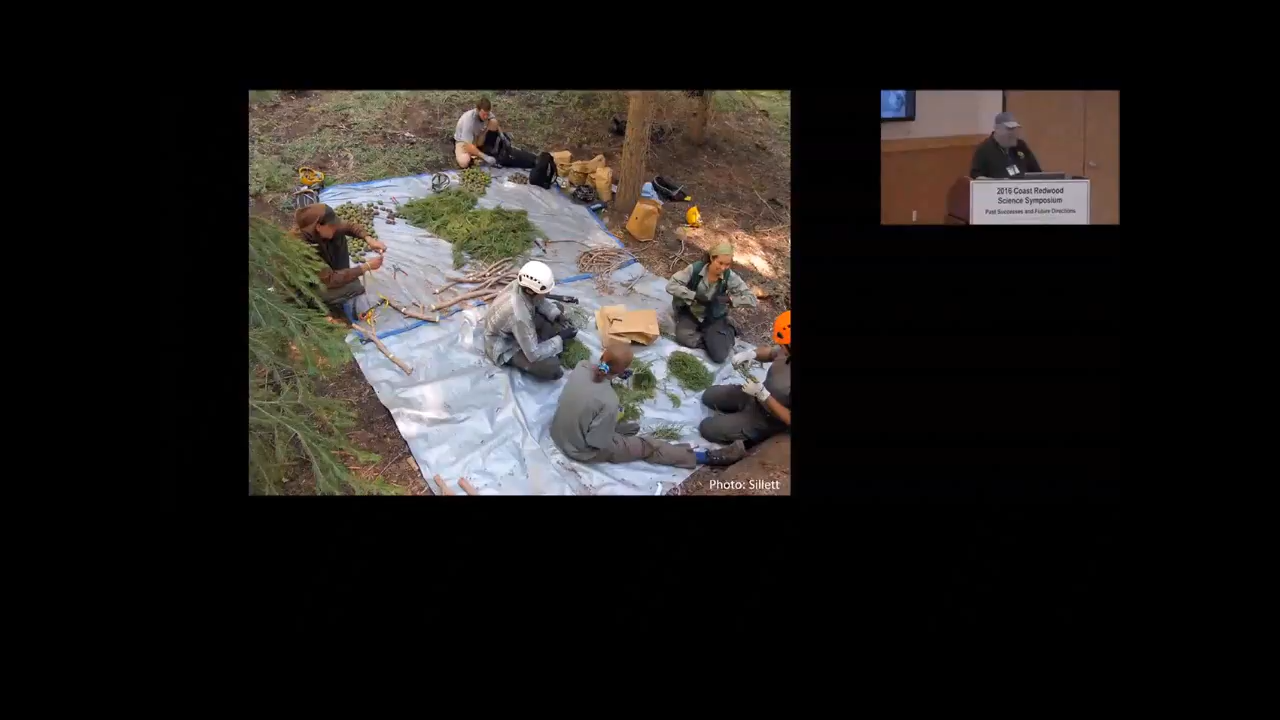 2016 Coast Redwood
Science Symposium
Past Successes and Future Directions
Photo: Sillett